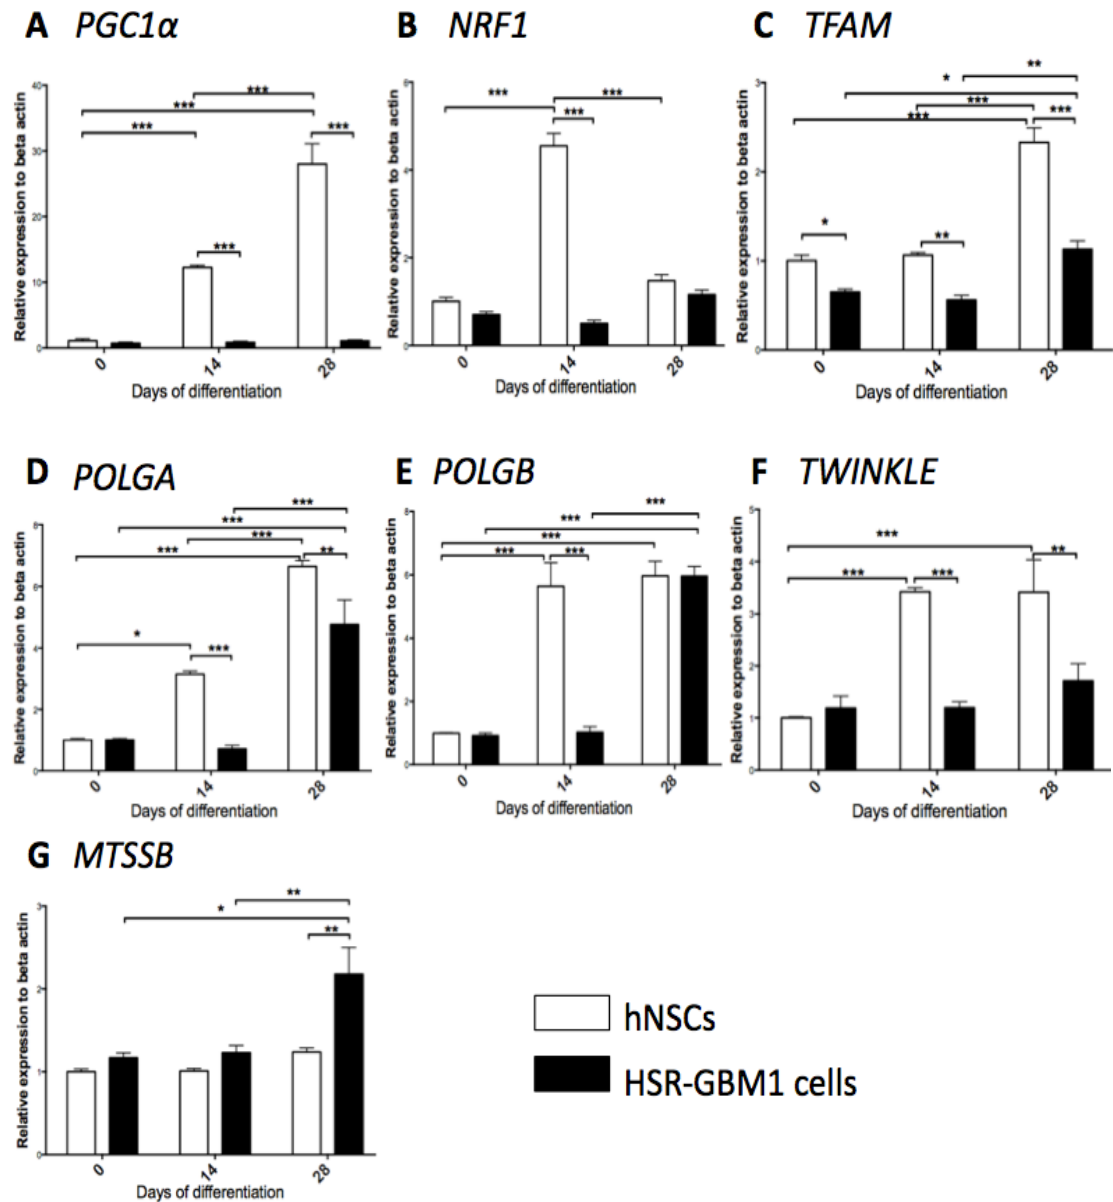 A PGC1α
Relative expression to beta actin
40
30
20
10
0
***
***
***
***
***
0 14 28
Days of differentiation
B NRF1
Relative expression to beta actin
6
4
2
0
*** ***
***
0 14 28
Days of differentiation
C TFAM
Relative expression to beta actin
3
2
1
0
**
*
***
***
***
*
**
0 14 28
Days of differentiation
D POLGA
Relative expression to beta actin
8
6
4
2
0
***
***
***
***
**
*
***
0 14 28
Days of differentiation
E POLGB
Relative expression to beta actin
8
6
4
2
0
***
***
***
***
***
0 14 28
Days of differentiation
F TWINKLE
Relative expression to beta actin
5
4
3
2
1
0
***
**
***
***
0 14 28
Days of differentiation
G MTSSB
Relative expression to beta actin
3
2
1
0
**
*
**
0 14 28
Days of differentiation
hNSCs
HSR-GBM1 cells